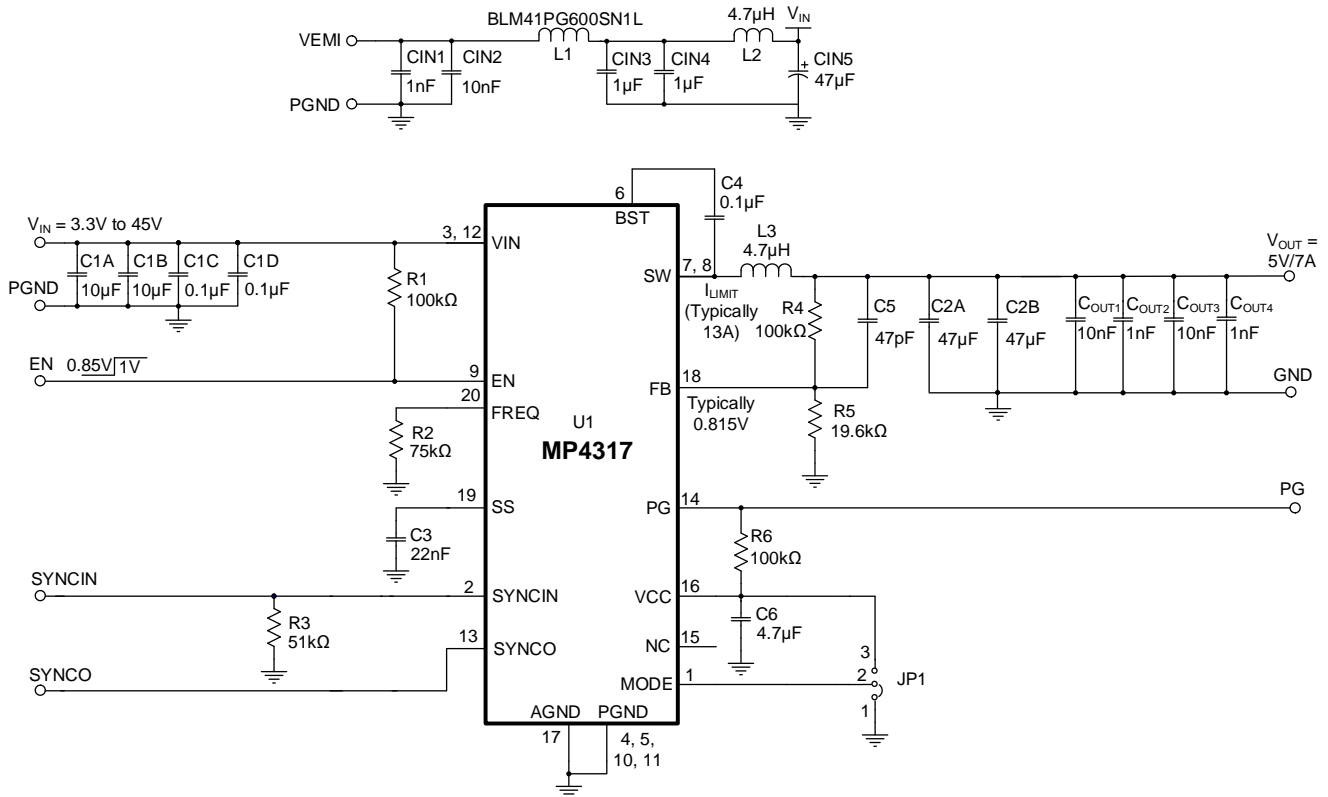 BLM41PG600SN1L
4.7µH
VIN
VEMI
L1
L2
CIN1
1nF
CIN2
10nF
CIN3
1µF
CIN4
1µF
+
CIN5
47µF
PGND
VIN = 3.3V to 45V
C1A
10µF
C1B
10µF
C1C
0.1µF
C1D
0.1µF
PGND
R1
100kΩ
EN
0.85V
1V
R2
75kΩ
C3
22nF
SYNCIN
R3
51kΩ
SYNCO
3, 12
VIN
9
EN
20
FREQ
19
SS
2
SYNCIN
13
SYNCO
U1
MP4317
6
BST
SW
7, 8
FB
18
PG
14
VCC
16
NC
15
MODE
1
AGND
PGND
17
4, 5,
10, 11
C4
0.1µF
L3
4.7µH
ILIMIT
(Typically
13A)
R4
100kΩ
C5
47pF
C2A
47µF
C2B
47µF
COUT1
10nF
COUT2
1nF
COUT3
10nF
COUT4
1nF
VOUT =
5V/7A
GND
Typically
0.815V
R5
19.6kΩ
PG
R6
100kΩ
C6
4.7µF
3
2
1
JP1